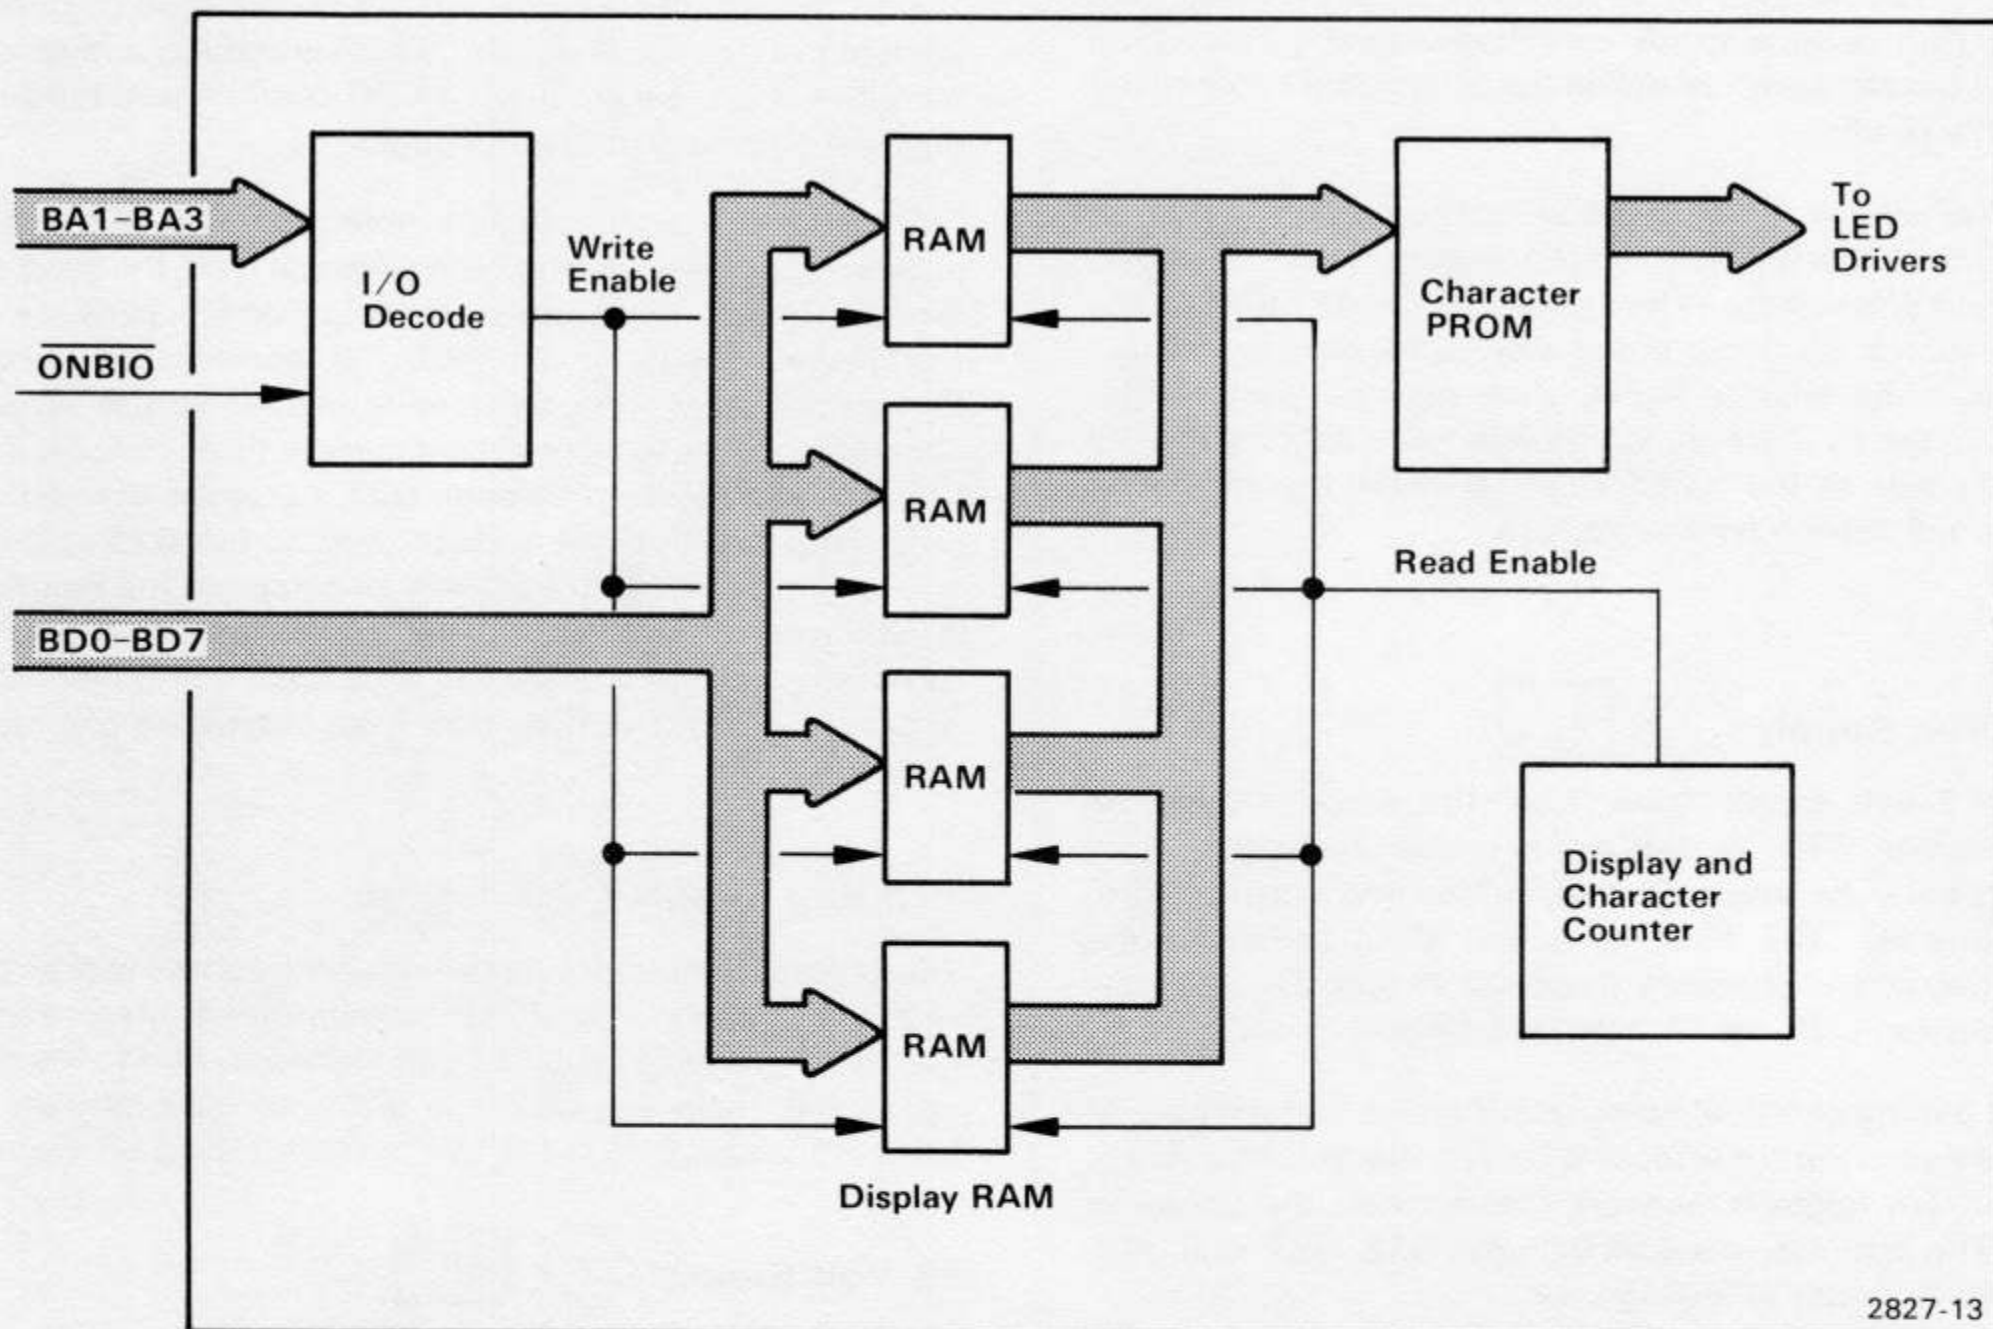 BA1–BA3
I/O
Decode
ONBIO
Write
Enable
RAM
Character
PROM
To
LED
Drivers
RAM
Read Enable
BD0–BD7
RAM
Display and
Character
Counter
RAM
Display RAM
2827-13